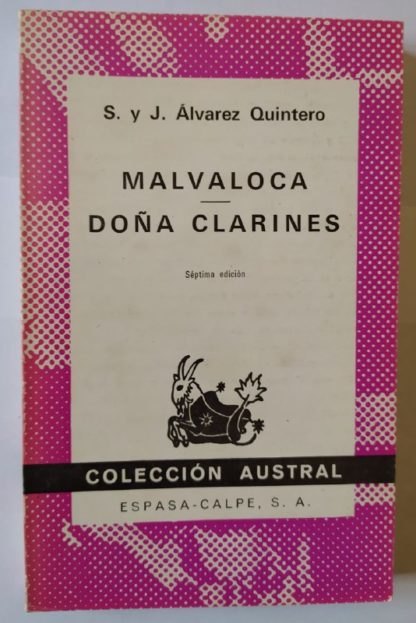 S. y J. Álvarez Quintero
MALVALOCA
DOÑA CLARINES
Séptima edición
COLECCIÓN AUSTRAL
ESPASA-CALPE, S. A.